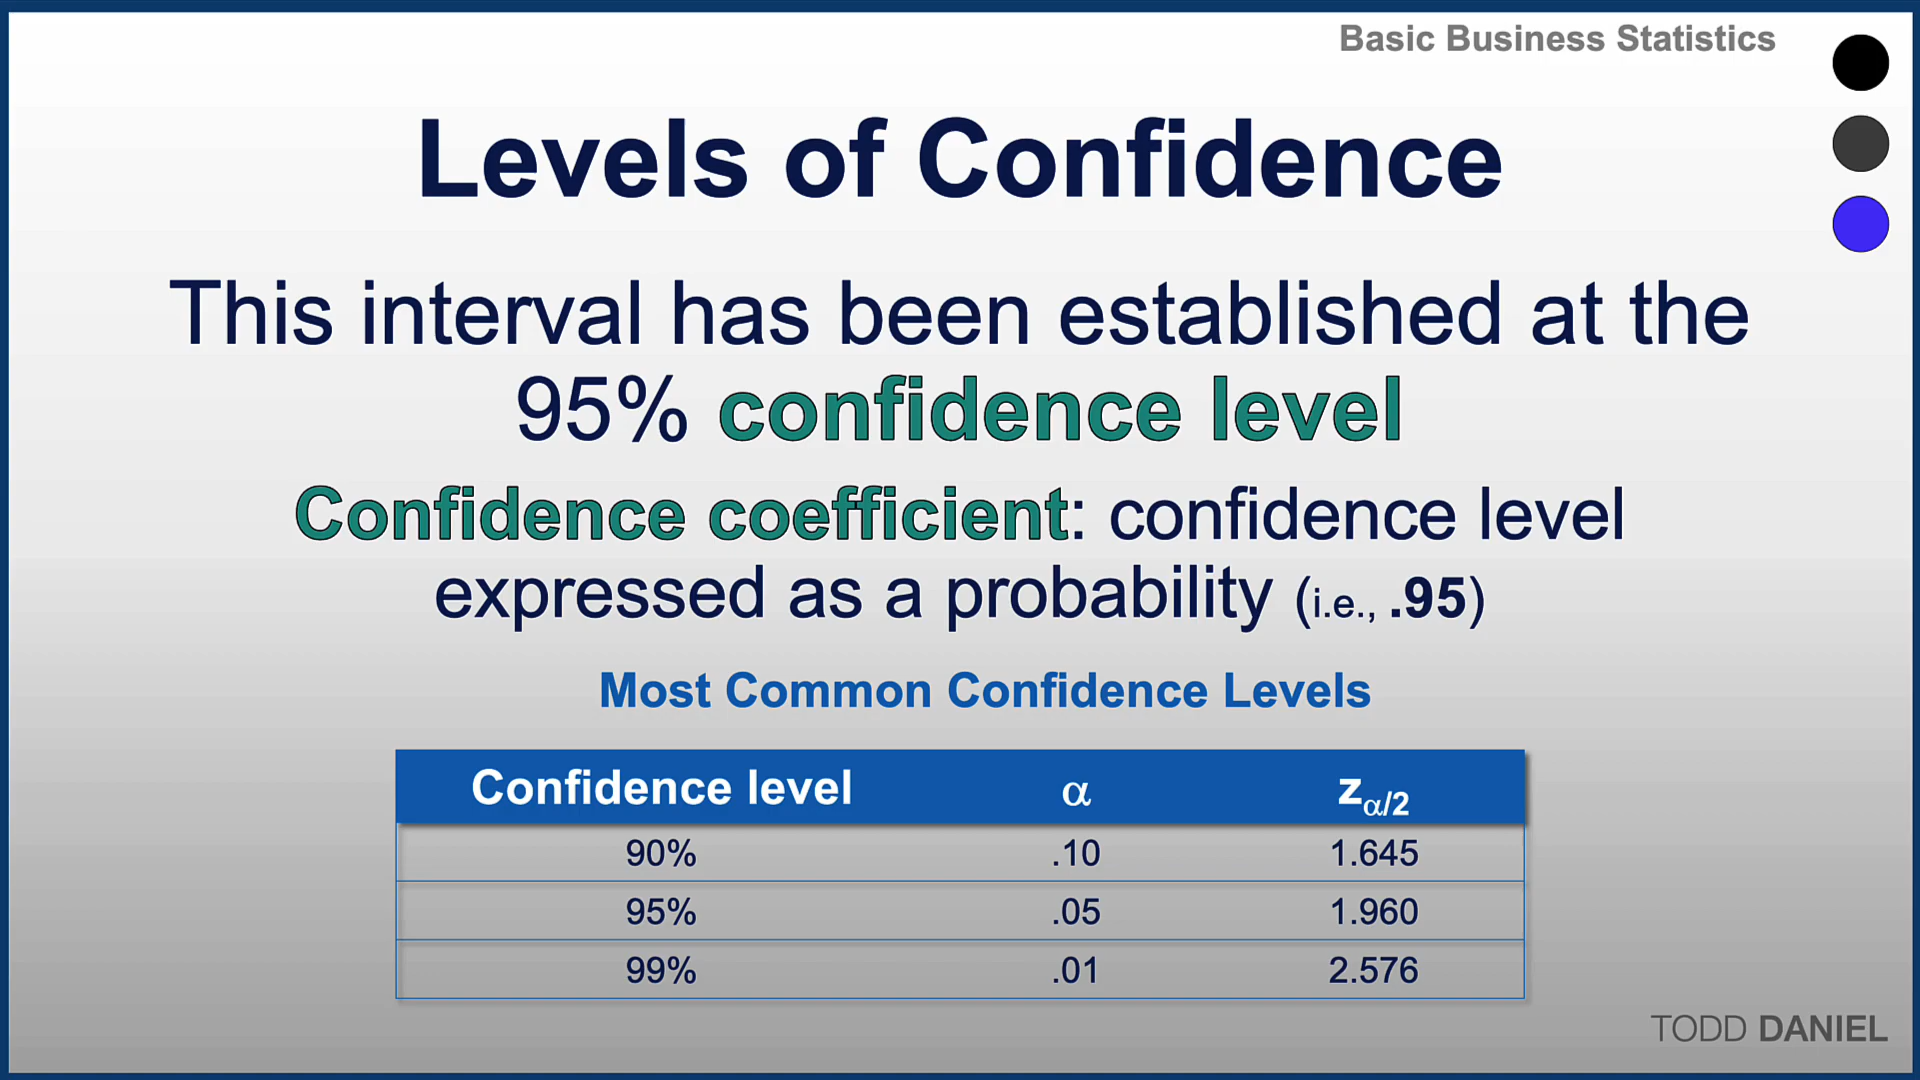 Basic Business Statistics
Levels of Confidence
This interval has been established at the
95% confidence level
Confidence coefficient: confidence level
expressed as a probability (i.e., .95)
Most Common Confidence Levels
Confidence level α zα/2
90% .10 1.645
95% .05 1.960
99% .01 2.576
TODD DANIEL